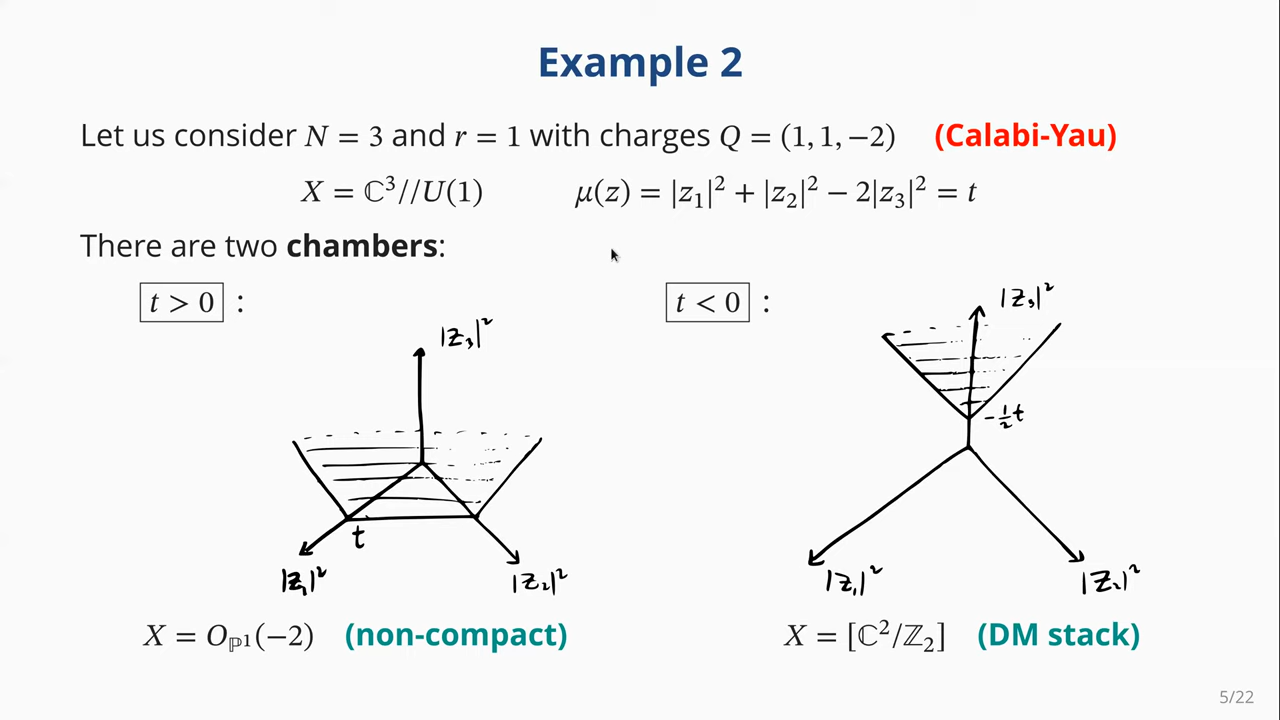 Example 2
Let us consider N = 3 and r = 1 with charges Q = (1, 1, −2) (Calabi-Yau)
X = ℂ³//U(1) μ(z) = |z₁|² + |z₂|² − 2|z₃|² = t
There are two chambers:
t > 0 :
|z₃|²
t
|z₁|²
|z₂|²
X = O_ℙ¹(−2) (non-compact)
t < 0 :
|z₃|²
-½t
|z₁|²
|z₂|²
X = [ℂ²/ℤ₂] (DM stack)
5/22